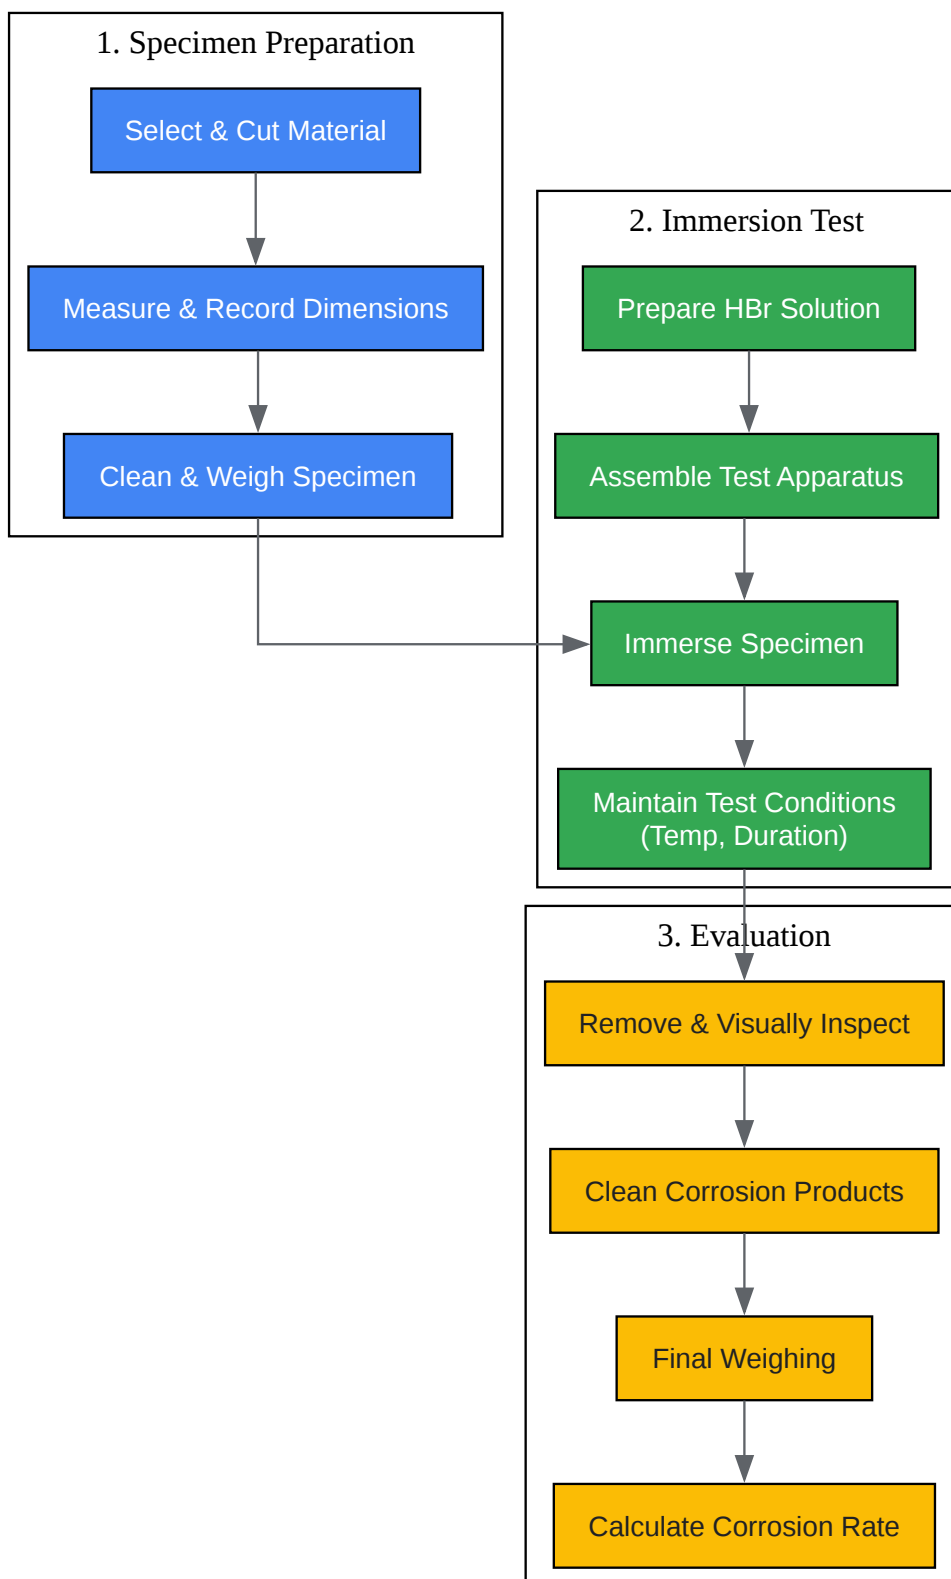 1. Specimen Preparation
Select & Cut Material
Measure & Record Dimensions
Clean & Weigh Specimen
2. Immersion Test
Prepare HBr Solution
Assemble Test Apparatus
Immerse Specimen
Maintain Test Conditions
(Temp, Duration)
3. Evaluation
Remove & Visually Inspect
Clean Corrosion Products
Final Weighing
Calculate Corrosion Rate